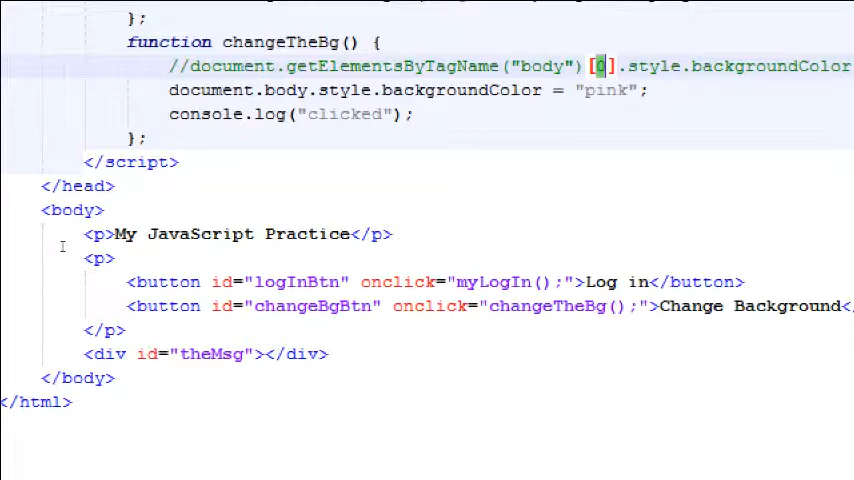 };
function changeTheBg() {
//document.getElementsByTagName("body")[0].style.backgroundColor
document.body.style.backgroundColor = "pink";
console.log("clicked");
};
</script>
</head>
<body>
<p>My JavaScript Practice</p>
<p>
<button id="logInBtn" onclick="myLogIn();">Log in</button>
<button id="changeBgBtn" onclick="changeTheBg();">Change Background<
</p>
<div id="theMsg"></div>
</body>
</html>